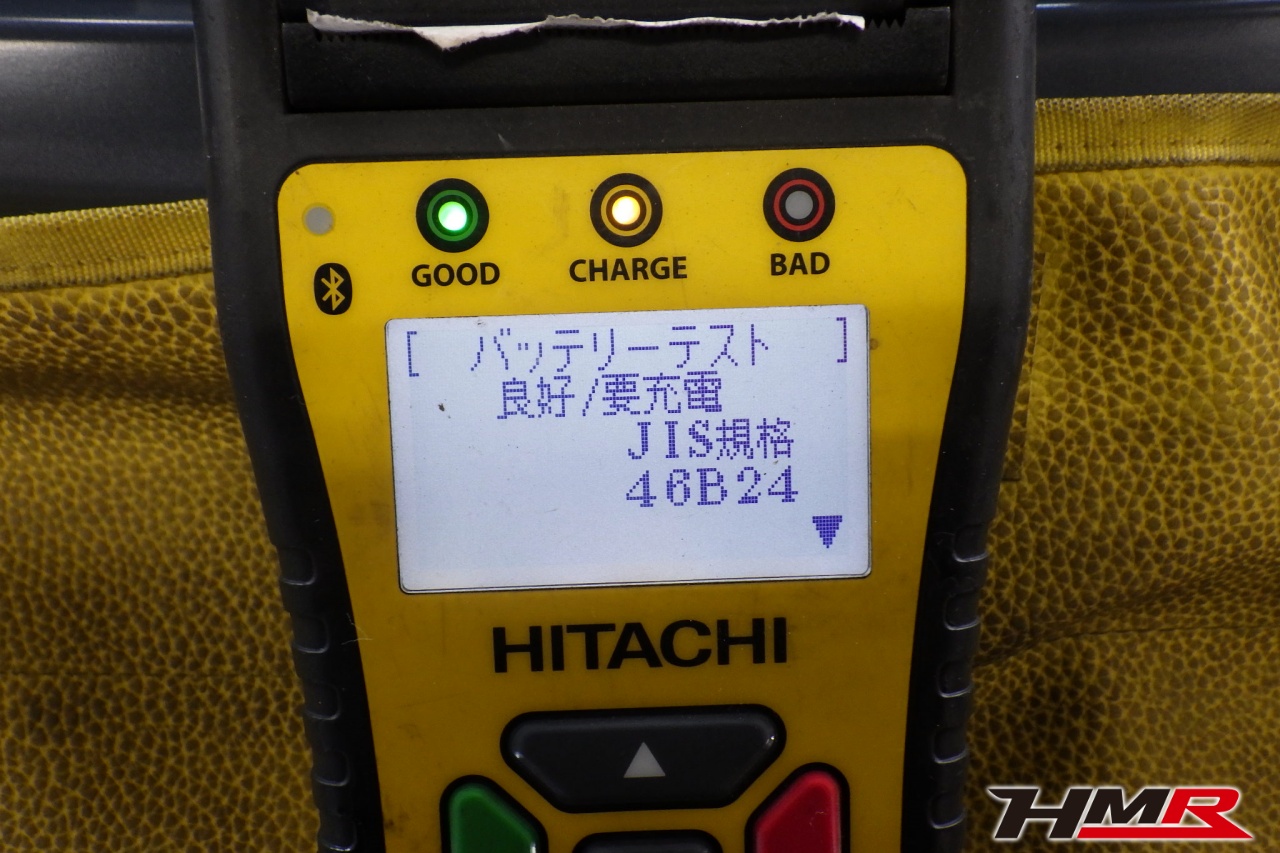 GOOD
CHARGE
BAD
[ バッテリーテスト ]
良好/要充電
JIS規格
46B24
HITACHI
HMR